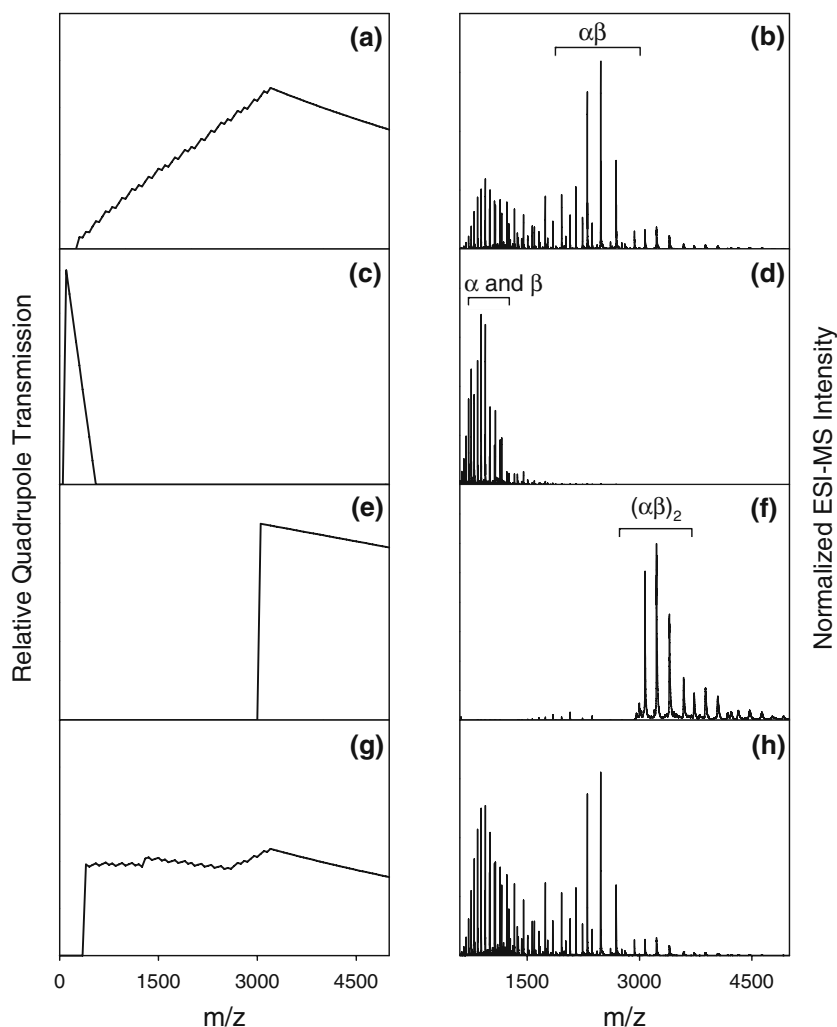 Relative Quadrupole Transmission
Normalized ESI-MS Intensity
(a)
αβ
(b)
(c)
α and β
(d)
(e)
(αβ)₂
(f)
(g)
(h)
0 1500 3000 4500
1500 3000 4500
m/z
m/z